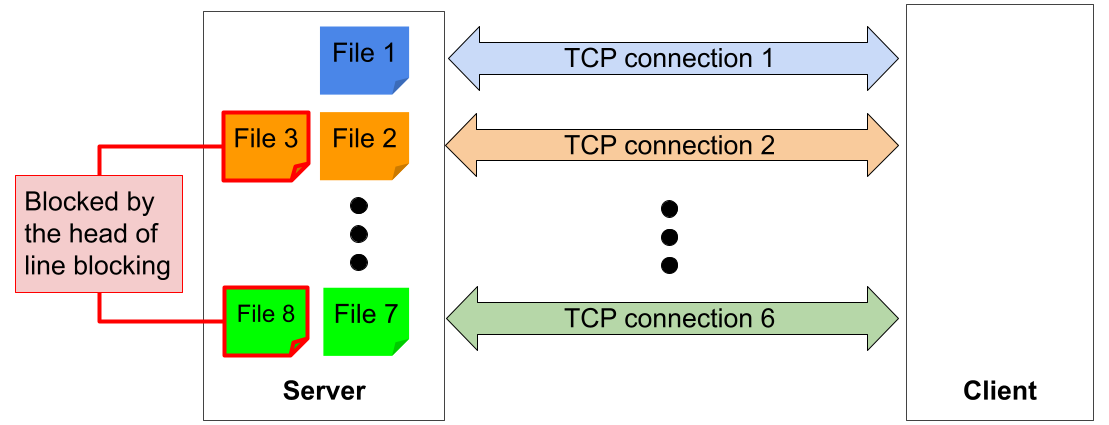 File 1
TCP connection 1
File 3
File 2
TCP connection 2
Blocked by
the head of
line blocking
File 8
File 7
TCP connection 6
Server
Client